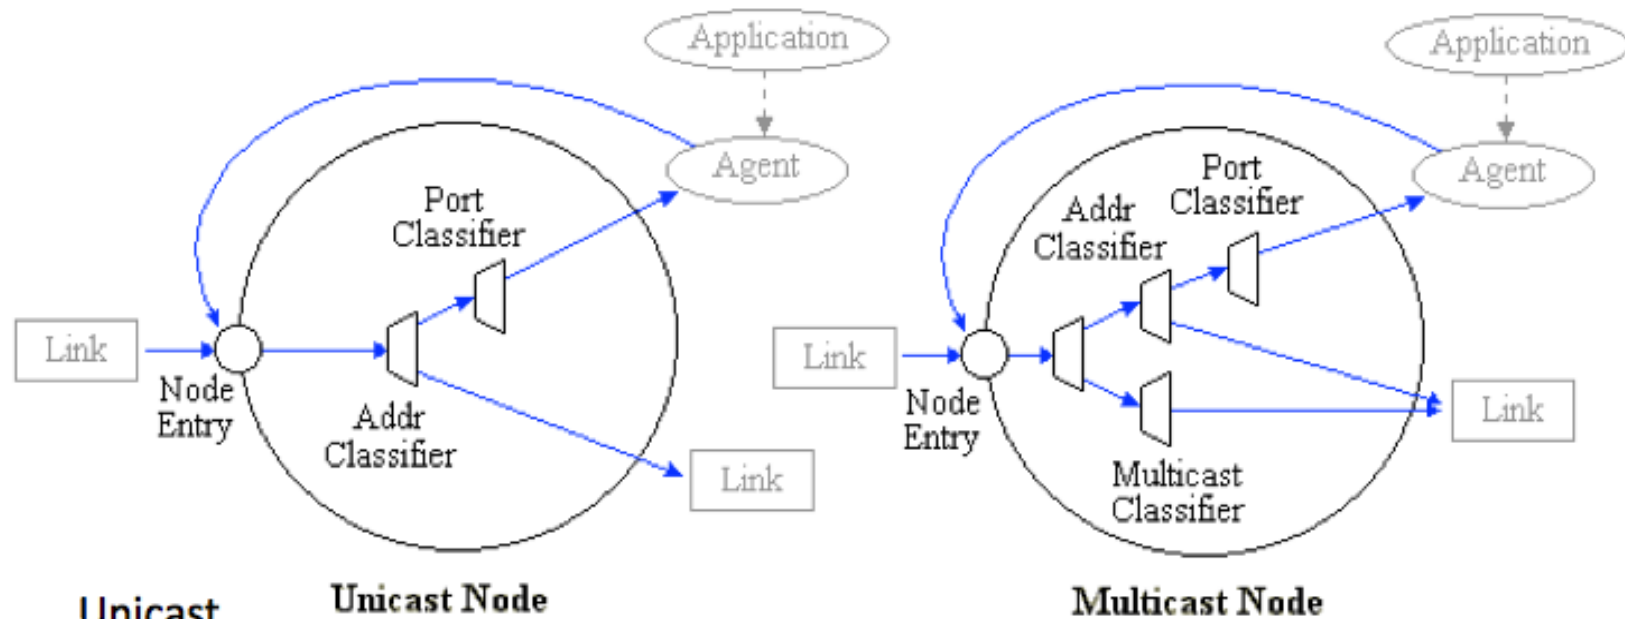 Application
Agent
Port
Classifier
Link
Node
Entry
Addr
Classifier
Link
Unicast Node
Application
Agent
Port
Classifier
Addr
Classifier
Link
Node
Entry
Link
Multicast
Classifier
Multicast Node
Unicast